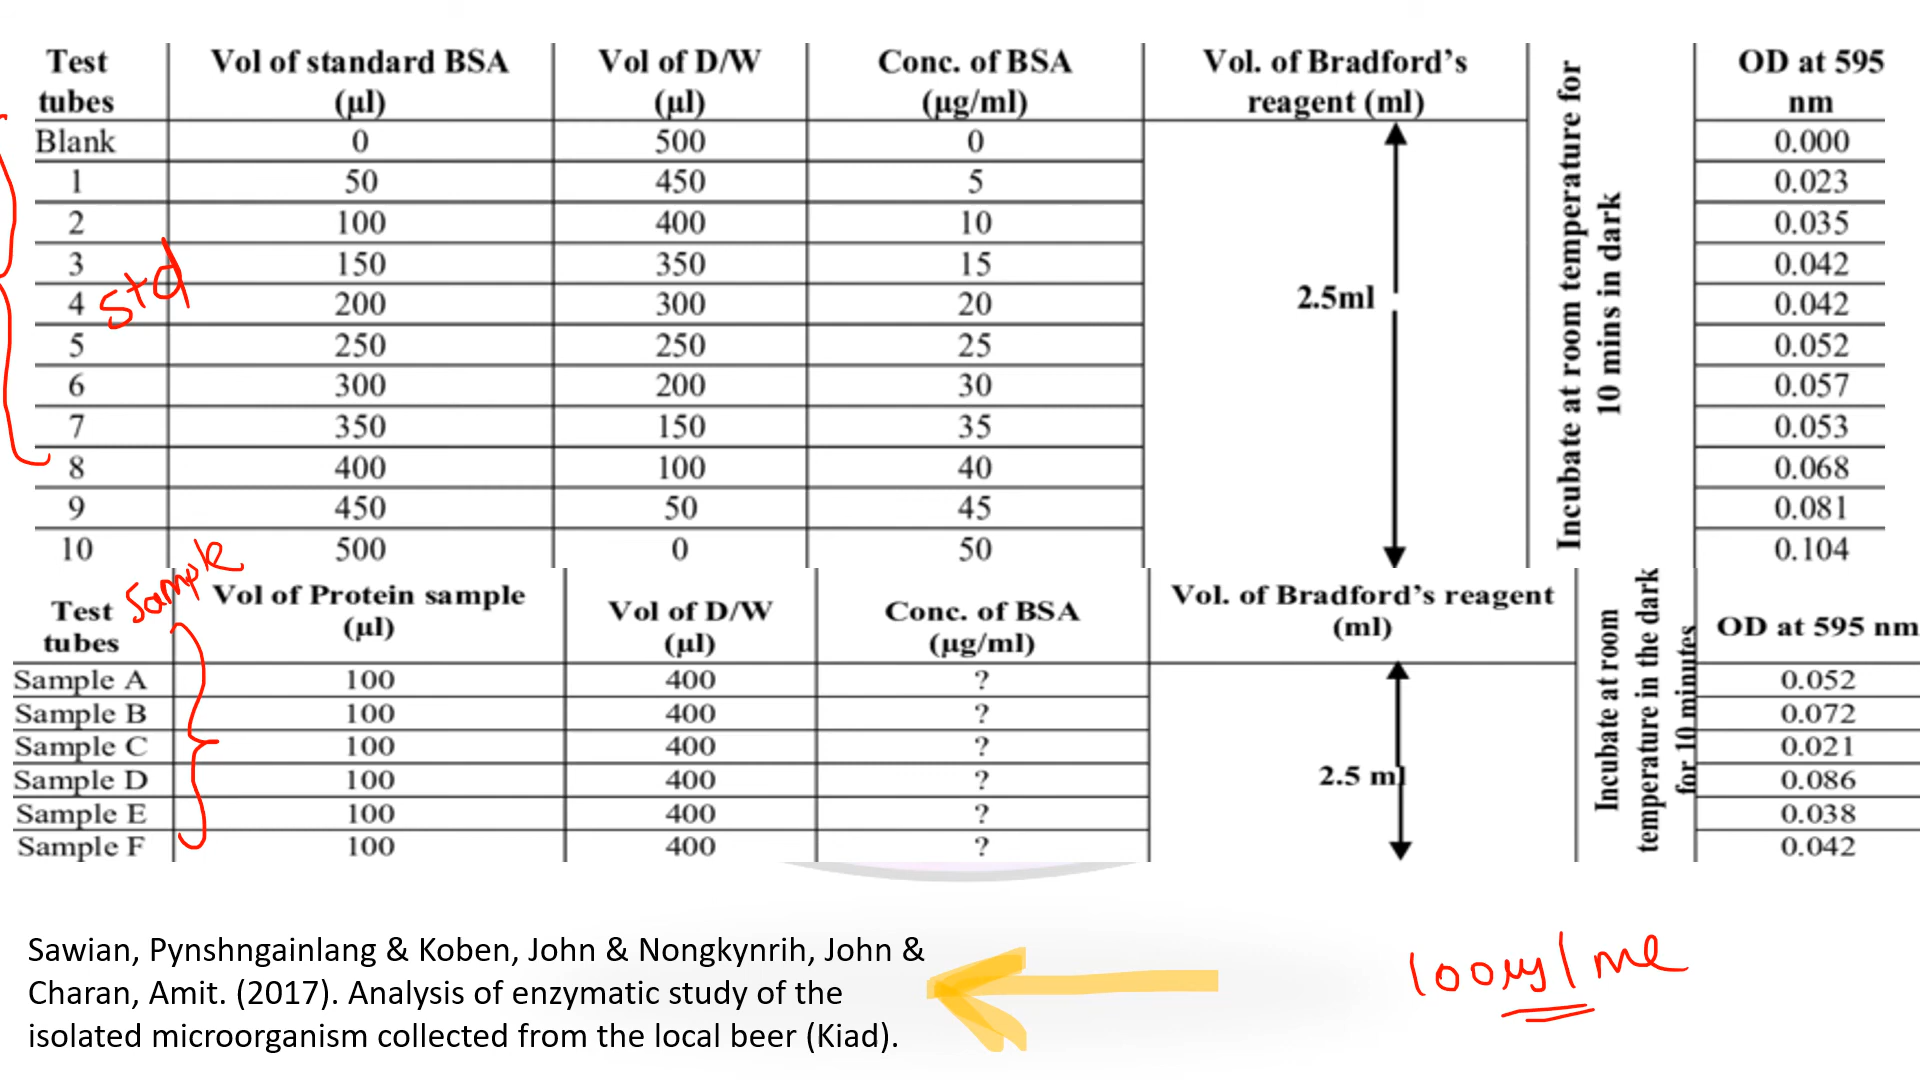 Test tubes | Vol of standard BSA (µl) | Vol of D/W (µl) | Conc. of BSA (µg/ml) | Vol. of Bradford’s reagent (ml) | Incubate at room temperature for 10 mins in dark | OD at 595 nm
Blank | 0 | 500 | 0 | 0.000
1 | 50 | 450 | 5 | 0.023
2 | 100 | 400 | 10 | 0.035
3 | 150 | 350 | 15 | 0.042
std
4 | 200 | 300 | 20 | 2.5ml | 0.042
5 | 250 | 250 | 25 | 0.052
6 | 300 | 200 | 30 | 0.057
7 | 350 | 150 | 35 | 0.053
8 | 400 | 100 | 40 | 0.068
9 | 450 | 50 | 45 | 0.081
10 | 500 | 0 | 50 | 0.104
Sample
Test tubes | Vol of Protein sample (µl) | Vol of D/W (µl) | Conc. of BSA (µg/ml) | Vol. of Bradford’s reagent (ml) | Incubate at room temperature in the dark for 10 minutes | OD at 595 nm
Sample A | 100 | 400 | ? | 0.052
Sample B | 100 | 400 | ? | 0.072
Sample C | 100 | 400 | ? | 0.021
Sample D | 100 | 400 | ? | 2.5 ml | 0.086
Sample E | 100 | 400 | ? | 0.038
Sample F | 100 | 400 | ? | 0.042
Sawian, Pynshngainlang & Koben, John & Nongkynrih, John &
Charan, Amit. (2017). Analysis of enzymatic study of the
isolated microorganism collected from the local beer (Kiad).
100µg/ml